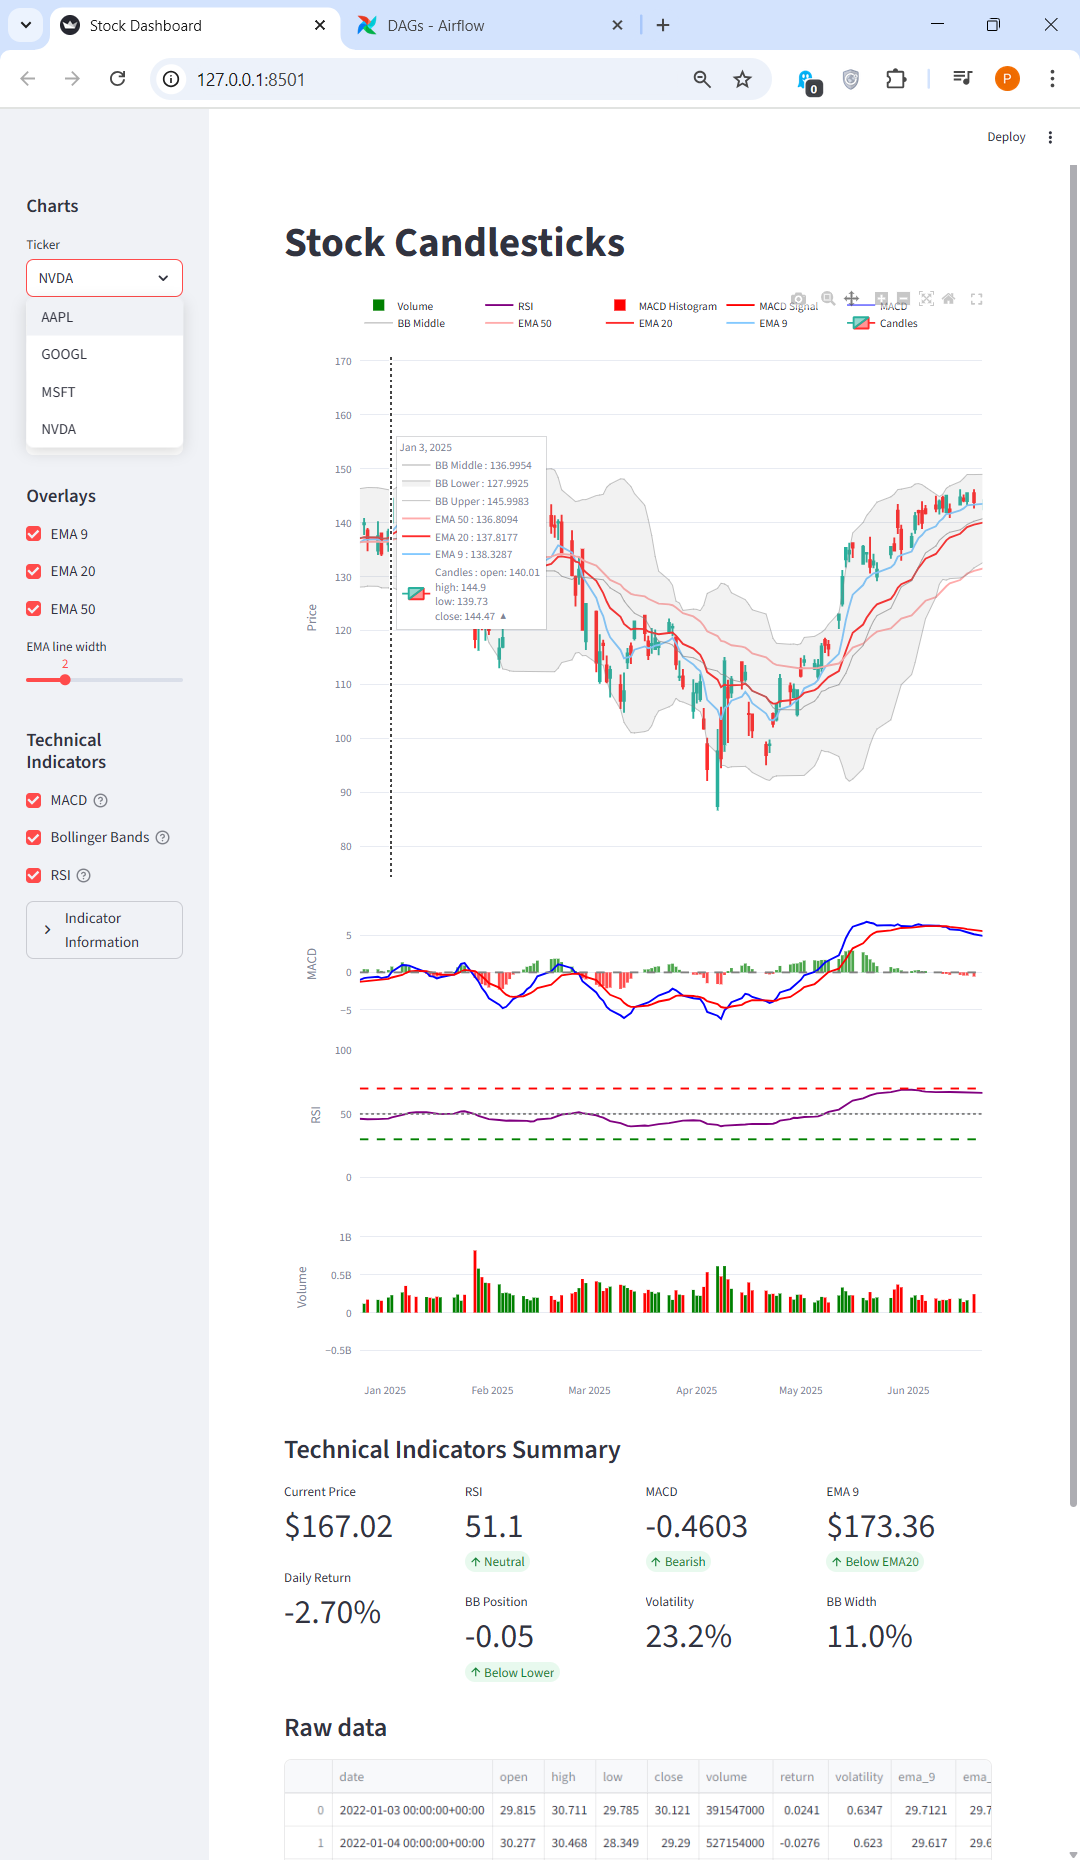 Stock Dashboard
DAGs - Airflow
127.0.0.1:8501
0
P
Deploy
Charts
Ticker
NVDA
AAPL
GOOGL
MSFT
NVDA
Overlays
EMA 9
EMA 20
EMA 50
EMA line width
2
Technical
Indicators
MACD
Bollinger Bands
RSI
Indicator
Information
Stock Candlesticks
Volume RSI MACD Histogram MACD Signal MACD
BB Middle EMA 50 EMA 20 EMA 9 Candles
170
160
150
140
130
120
110
100
90
80
Price
Jan 3, 2025
BB Middle : 136.9954
BB Lower : 127.9925
BB Upper : 145.9983
EMA 50 : 136.8094
EMA 20 : 137.8177
EMA 9 : 138.3287
Candles : open: 140.01
high: 144.9
low: 139.73
close: 144.47 ▲
MACD
5
0
−5
RSI
100
50
0
Volume
1B
0.5B
0
−0.5B
Jan 2025 Feb 2025 Mar 2025 Apr 2025 May 2025 Jun 2025
Technical Indicators Summary
Current Price RSI MACD EMA 9
$167.02 51.1 -0.4603 $173.36
↑ Neutral ↑ Bearish ↑ Below EMA20
Daily Return
-2.70%
BB Position Volatility BB Width
-0.05 23.2% 11.0%
↑ Below Lower
Raw data
date open high low close volume return volatility ema_9 ema_
0 2022-01-03 00:00:00+00:00 29.815 30.711 29.785 30.121 391547000 0.0241 0.6347 29.7121 29.7
1 2022-01-04 00:00:00+00:00 30.277 30.468 28.349 29.29 527154000 -0.0276 0.623 29.617 29.6